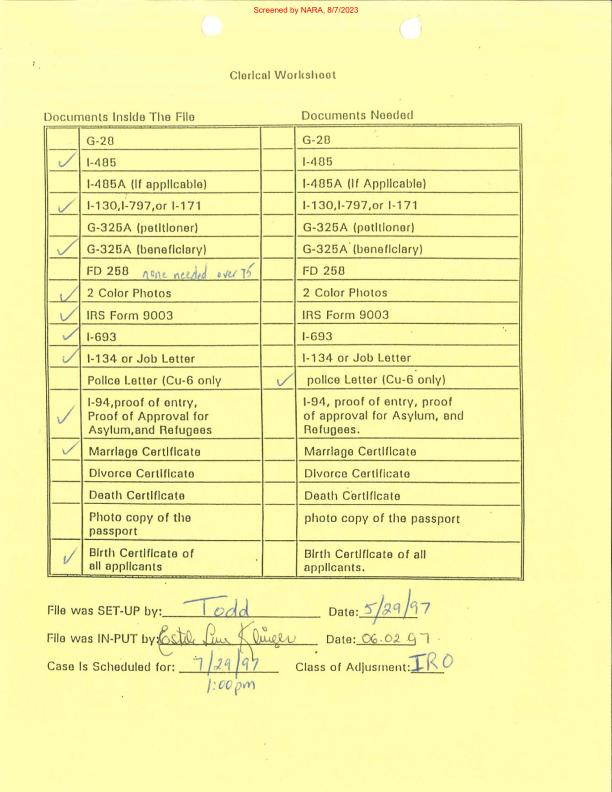 Screened by NARA, 8/7/2023
Clerical Worksheet
Documents Inside The File Documents Needed
G-28 G-28
✓ I-485 I-485
I-485A (if applicable) I-485A (If Applicable)
✓ I-130,I-797,or I-171 I-130,I-797,or I-171
G-325A (petitioner) G-325A (petitioner)
✓ G-325A (beneficiary) G-325A (beneficiary)
FD 258 none needed over 75 FD 258
✓ 2 Color Photos 2 Color Photos
✓ IRS Form 9003 IRS Form 9003
✓ I-693 I-693
✓ I-134 or Job Letter I-134 or Job Letter
Police Letter (Cu-6 only ✓ police Letter (Cu-6 only)
✓ I-94,proof of entry, I-94, proof of entry, proof
Proof of Approval for of approval for Asylum, and
Asylum,and Refugees Refugees.
✓ Marriage Certificate Marriage Certificate
Divorce Certificate Divorce Certificate
Death Certificate Death Certificate
Photo copy of the photo copy of the passport
passport
✓ Birth Certificate of Birth Certificate of all
all applicants applicants.
File was SET-UP by: Todd Date: 5/29/97
File was IN-PUT by: Date: 06.02.97
Case Is Scheduled for: 7/29/97 Class of Adjusment: IRO
1:00pm